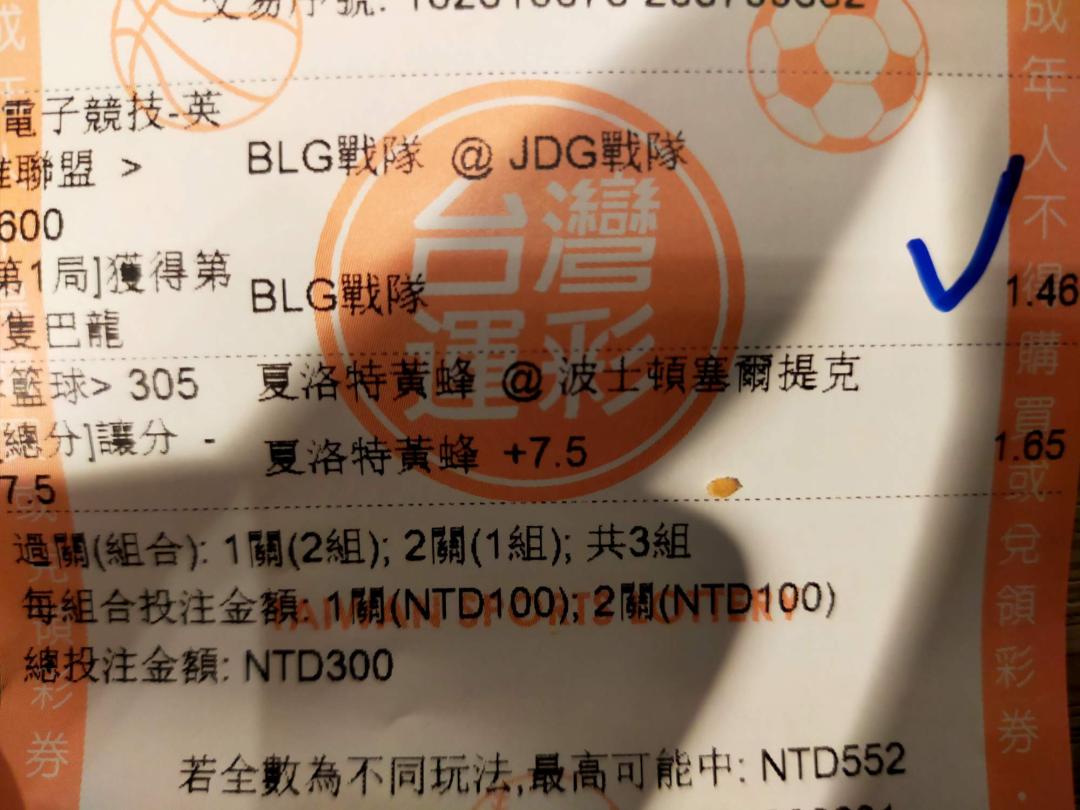 電子競技-英
雄聯盟 > BLG戰隊 @ JDG戰隊
600
第1局]獲得第 BLG戰隊 1.46
隻巴龍
籃球> 305 夏洛特黃蜂 @ 波士頓塞爾提克
[總分]讓分 - 夏洛特黃蜂 +7.5 1.65
7.5
過關(組合): 1關(2組); 2關(1組); 共3組
每組合投注金額: 1關(NTD100); 2關(NTD100)
TAIWAN SPORTS LOTTERY
總投注金額: NTD300
若全數為不同玩法,最高可能中: NTD552
台灣
運彩
成年人不得購買或兌領彩券
彩券